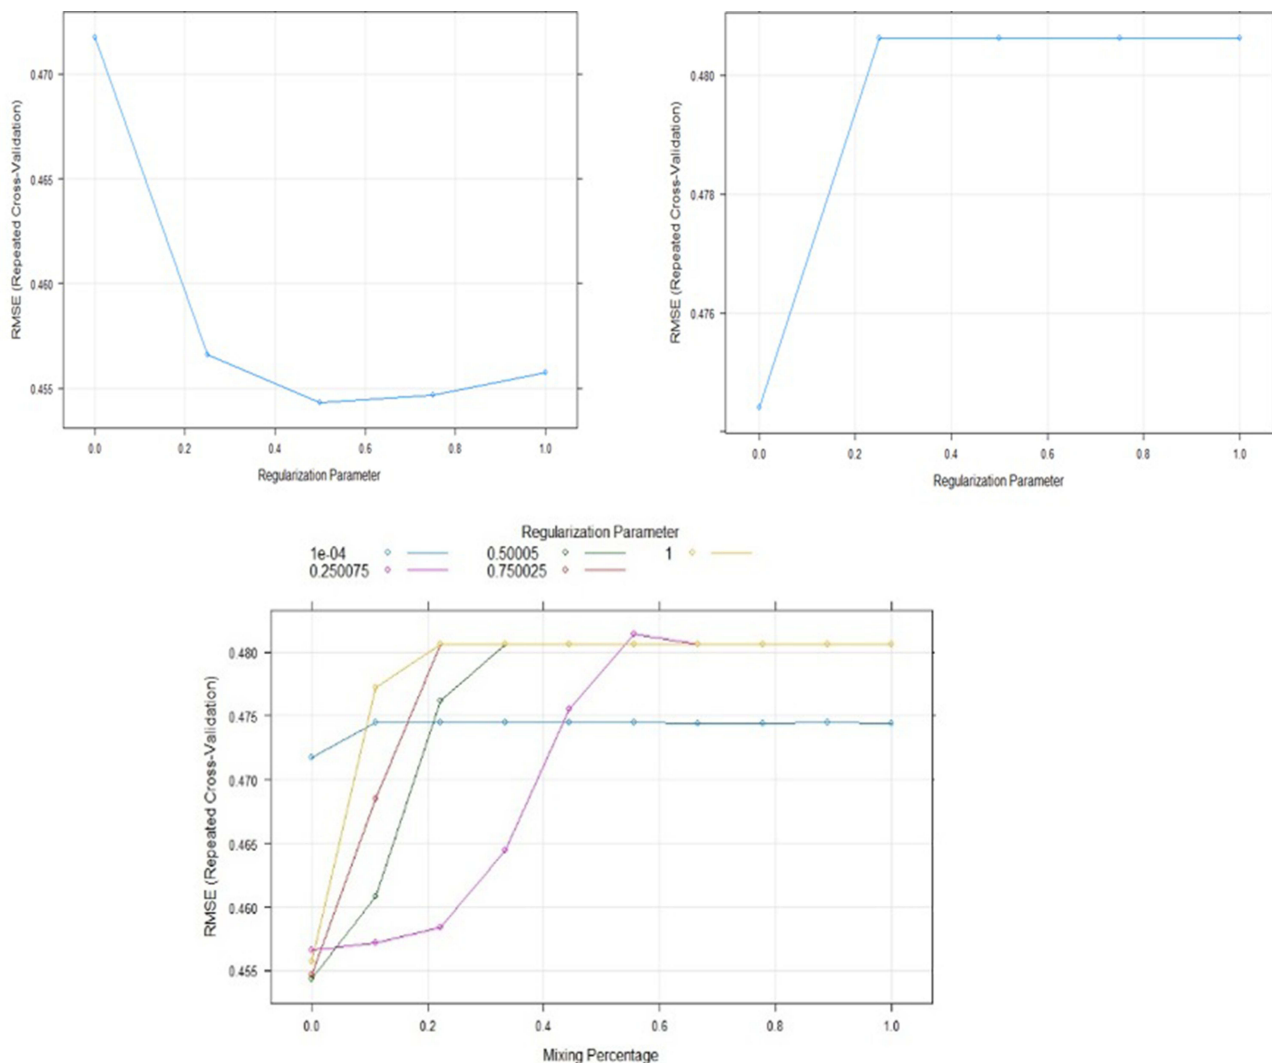 RMSE (Repeated Cross-Validation)
0.470
0.465
0.460
0.455
0.0 0.2 0.4 0.6 0.8 1.0
Regularization Parameter
RMSE (Repeated Cross-Validation)
0.480
0.478
0.476
0.0 0.2 0.4 0.6 0.8 1.0
Regularization Parameter
Regularization Parameter
1e-04 0.50005 1
0.250075 0.750025
RMSE (Repeated Cross-Validation)
0.480
0.475
0.470
0.465
0.460
0.455
0.0 0.2 0.4 0.6 0.8 1.0
Mixing Percentage